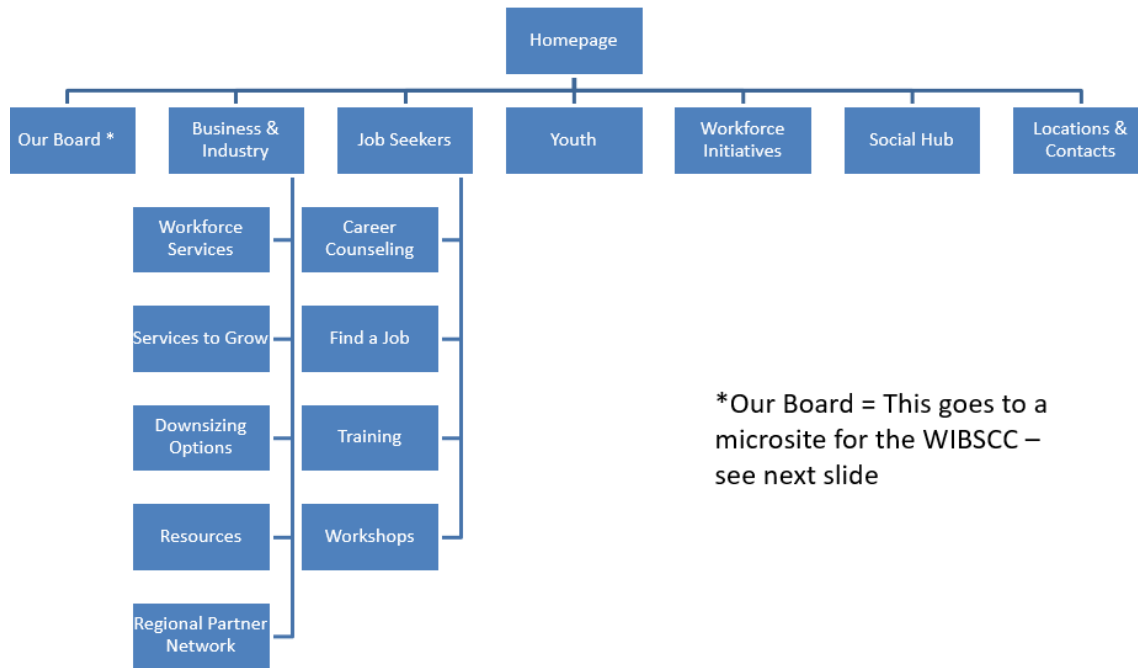 Homepage
Our Board *
Business &
Industry
Job Seekers
Youth
Workforce
Initiatives
Social Hub
Locations &
Contacts
Workforce
Services
Career
Counseling
Services to Grow
Find a Job
Downsizing
Options
Training
Resources
Workshops
Regional Partner
Network
*Our Board = This goes to a
microsite for the WIBSCC –
see next slide